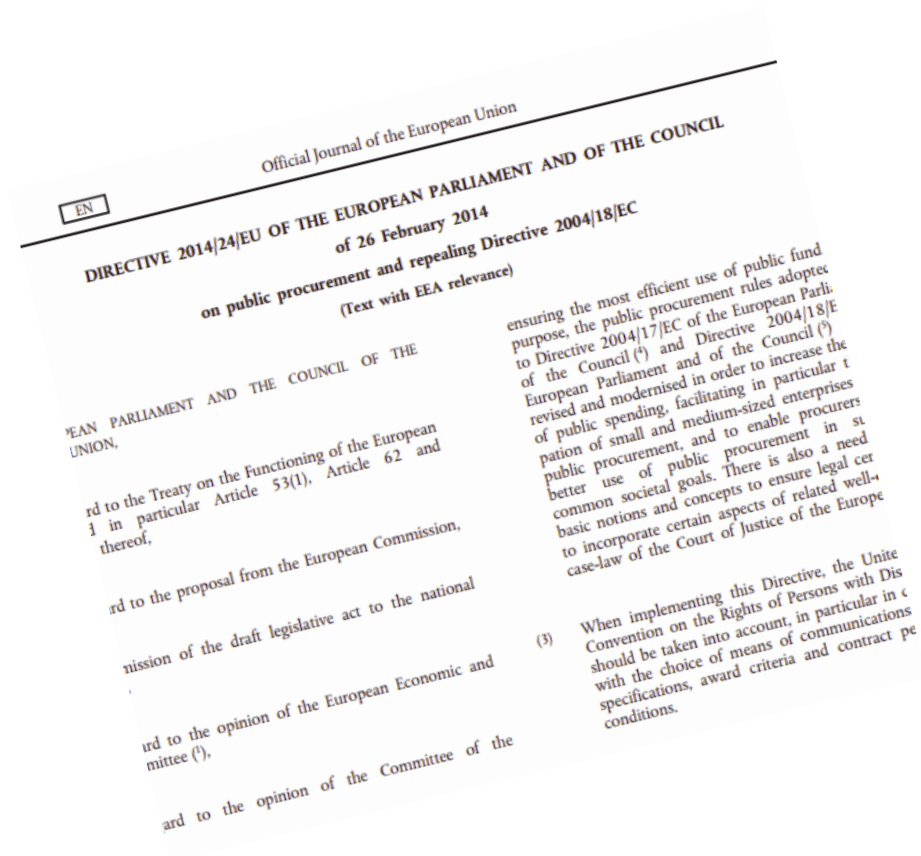 Official Journal of the European Union
EN
DIRECTIVE 2014/24/EU OF THE EUROPEAN PARLIAMENT AND OF THE COUNCIL
of 26 February 2014
on public procurement and repealing Directive 2004/18/EC
(Text with EEA relevance)
PEAN PARLIAMENT AND THE COUNCIL OF THE
UNION,
rd to the Treaty on the Functioning of the European
d in particular Article 53(1), Article 62 and
thereof,
rd to the proposal from the European Commission,
mission of the draft legislative act to the national
,
ard to the opinion of the European Economic and
mittee (¹),
ard to the opinion of the Committee of the
ensuring the most efficient use of public fund
purpose, the public procurement rules adopted
to Directive 2004/17/EC of the European Parli
of the Council (⁴) and Directive 2004/18/E
European Parliament and of the Council (⁵)
revised and modernised in order to increase the
of public spending, facilitating in particular t
pation of small and medium-sized enterprises
public procurement, and to enable procurers
better use of public procurement in su
common societal goals. There is also a need
basic notions and concepts to ensure legal cer
to incorporate certain aspects of related well-
case-law of the Court of Justice of the Europe
(3) When implementing this Directive, the Unite
Convention on the Rights of Persons with Dis
should be taken into account, in particular in c
with the choice of means of communications
specifications, award criteria and contract pe
conditions.